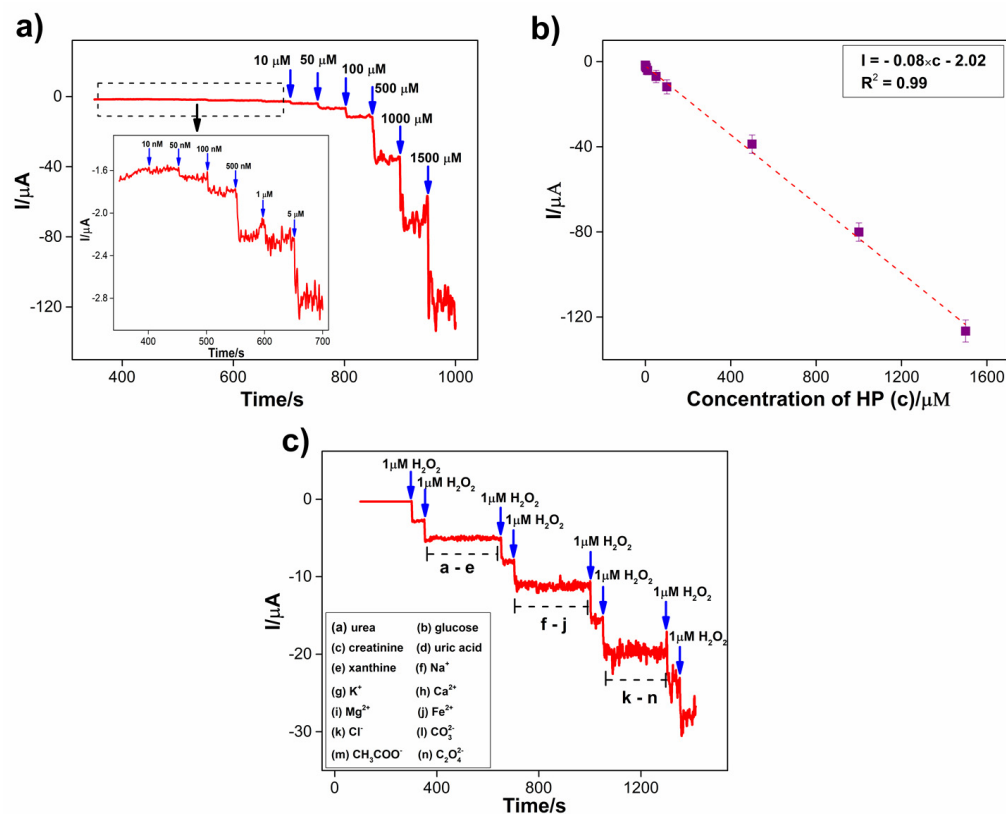 a)
10 μM
50 μM
100 μM
500 μM
1000 μM
1500 μM
0
-40
-80
-120
I/μA
400
600
800
1000
Time/s
10 nM
50 nM
100 nM
500 nM
1 μM
5 μM
-1.6
-2.0
-2.4
-2.8
I/μA
400
500
600
700
Time/s
b)
I = - 0.08×c - 2.02
R² = 0.99
0
-40
-80
-120
I/μA
0
400
800
1200
1600
Concentration of HP (c)/μM
c)
1μM H₂O₂
1μM H₂O₂
1μM H₂O₂
1μM H₂O₂
1μM H₂O₂
1μM H₂O₂
1μM H₂O₂
1μM H₂O₂
a - e
f - j
k - n
0
-10
-20
-30
I/μA
(a) urea (b) glucose
(c) creatinine (d) uric acid
(e) xanthine (f) Na⁺
(g) K⁺ (h) Ca²⁺
(i) Mg²⁺ (j) Fe²⁺
(k) Cl⁻ (l) CO₃²⁻
(m) CH₃COO⁻ (n) C₂O₄²⁻
0
400
800
1200
Time/s